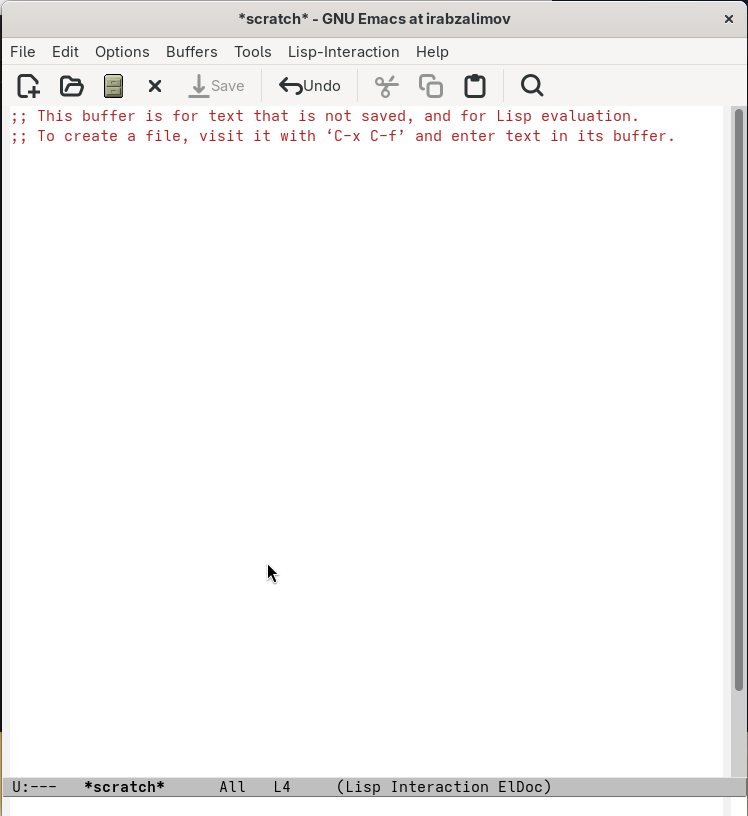 *scratch* - GNU Emacs at irabzalimov
File Edit Options Buffers Tools Lisp-Interaction Help
Save Undo
;; This buffer is for text that is not saved, and for Lisp evaluation.
;; To create a file, visit it with ‘C-x C-f’ and enter text in its buffer.
U:--- *scratch* All L4 (Lisp Interaction ElDoc)